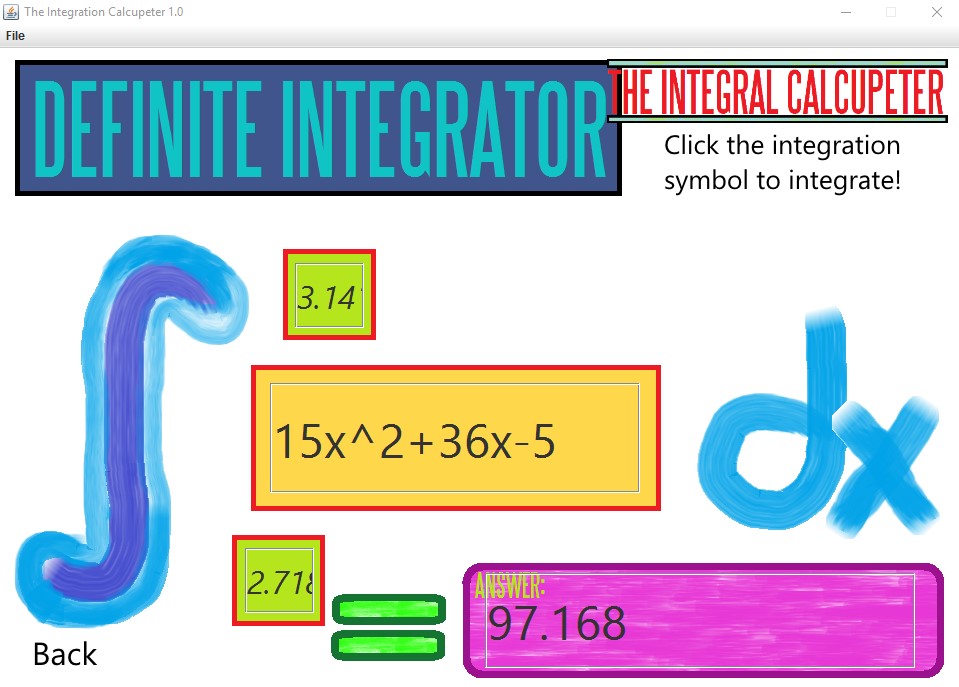 The Integration Calcupeter 1.0
File
DEFINITE INTEGRATOR
THE INTEGRAL CALCUPETER
Click the integration
symbol to integrate!
∫
3.141
15x^2+36x-5
dx
2.718
=
ANSWER:
97.168
Back